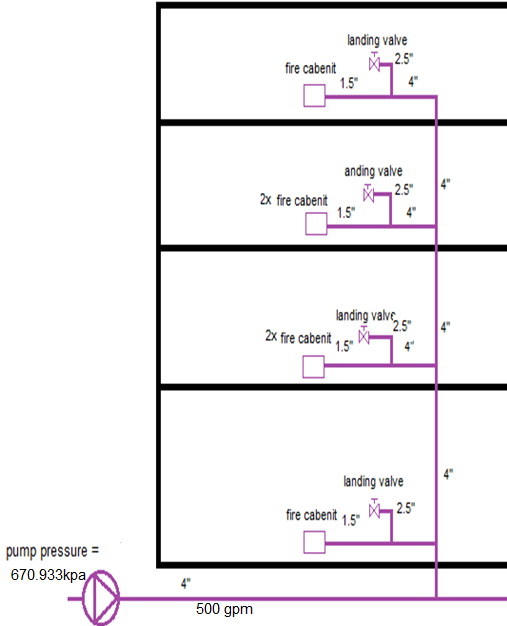 landing valve
2.5"
fire cabenit
1.5"
4"
anding valve
4"
2.5"
2x fire cabenit
1.5"
4"
landing valve
2.5"
4"
2x fire cabenit
1.5"
4"
4"
landing valve
2.5"
fire cabenit
1.5"
pump pressure =
670.933kpa
4"
500 gpm